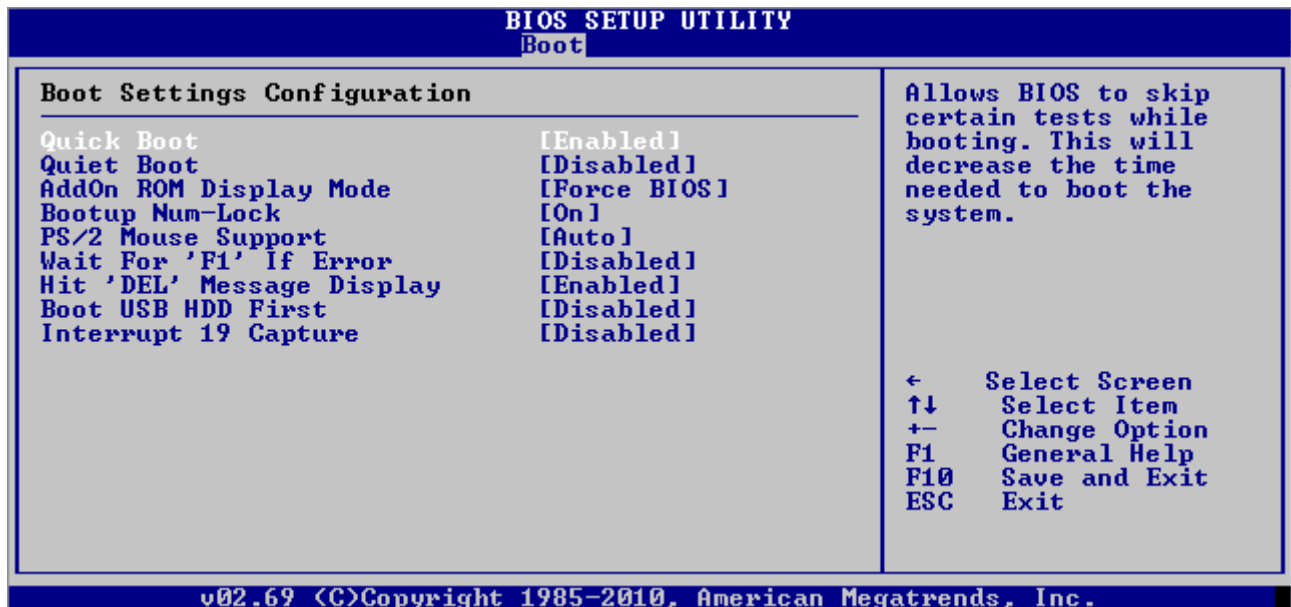 BIOS SETUP UTILITY
Boot
Boot Settings Configuration
Quick Boot [Enabled]
Quiet Boot [Disabled]
AddOn ROM Display Mode [Force BIOS]
Bootup Num-Lock [On]
PS/2 Mouse Support [Auto]
Wait For 'F1' If Error [Disabled]
Hit 'DEL' Message Display [Enabled]
Boot USB HDD First [Disabled]
Interrupt 19 Capture [Disabled]
Allows BIOS to skip
certain tests while
booting. This will
decrease the time
needed to boot the
system.
← Select Screen
↑↓ Select Item
+- Change Option
F1 General Help
F10 Save and Exit
ESC Exit
v02.69 (C)Copyright 1985-2010, American Megatrends, Inc.